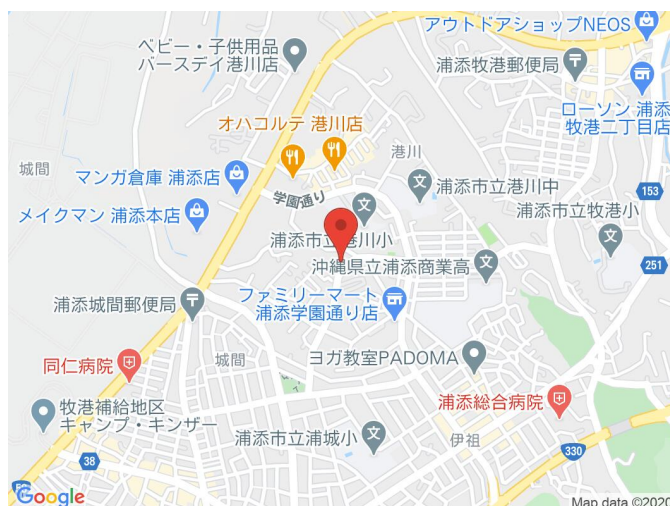 アウトドアショップNEOS
ベビー・子供用品
バースデイ港川店
浦添牧港郵便局
ローソン 浦添
牧港二丁目店
オハコルテ 港川店
港川
城間
マンガ倉庫 浦添店
学園通り
浦添市立港川中
153
メイクマン 浦添本店
浦添市立牧港小
浦添市立港川小
沖縄県立浦添商業高
251
浦添城間郵便局
ファミリーマート
浦添学園通り店
城間
同仁病院
ヨガ教室PADOMA
浦添総合病院
牧港補給地区
キャンプ・キンザー
浦添市立浦城小
伊祖
330
38
Google
Map data ©2020